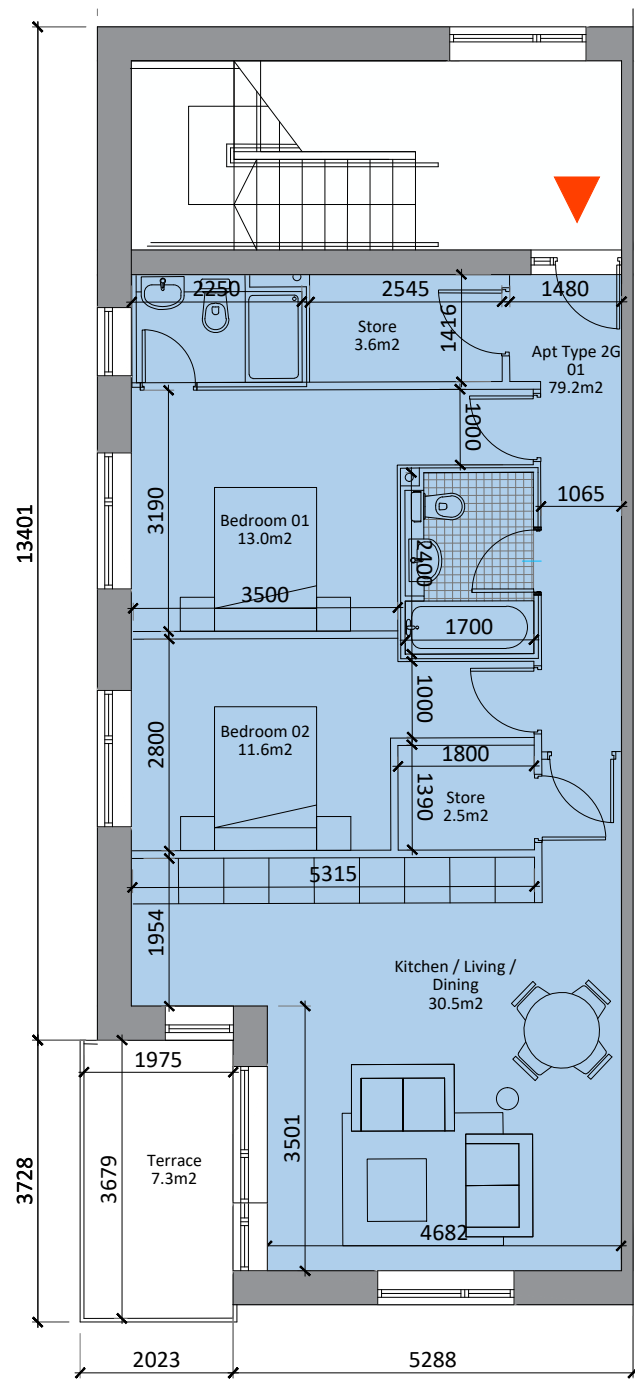 2250
2545
1480
Store
3.6m2
1416
Apt Type 2G
01
79.2m2
1000
3190
1065
13401
Bedroom 01
13.0m2
2400
3500
1700
1000
2800
Bedroom 02
11.6m2
1800
1390
Store
2.5m2
5315
1954
Kitchen / Living /
Dining
30.5m2
1975
3501
3728
3679
Terrace
7.3m2
4682
2023
5288